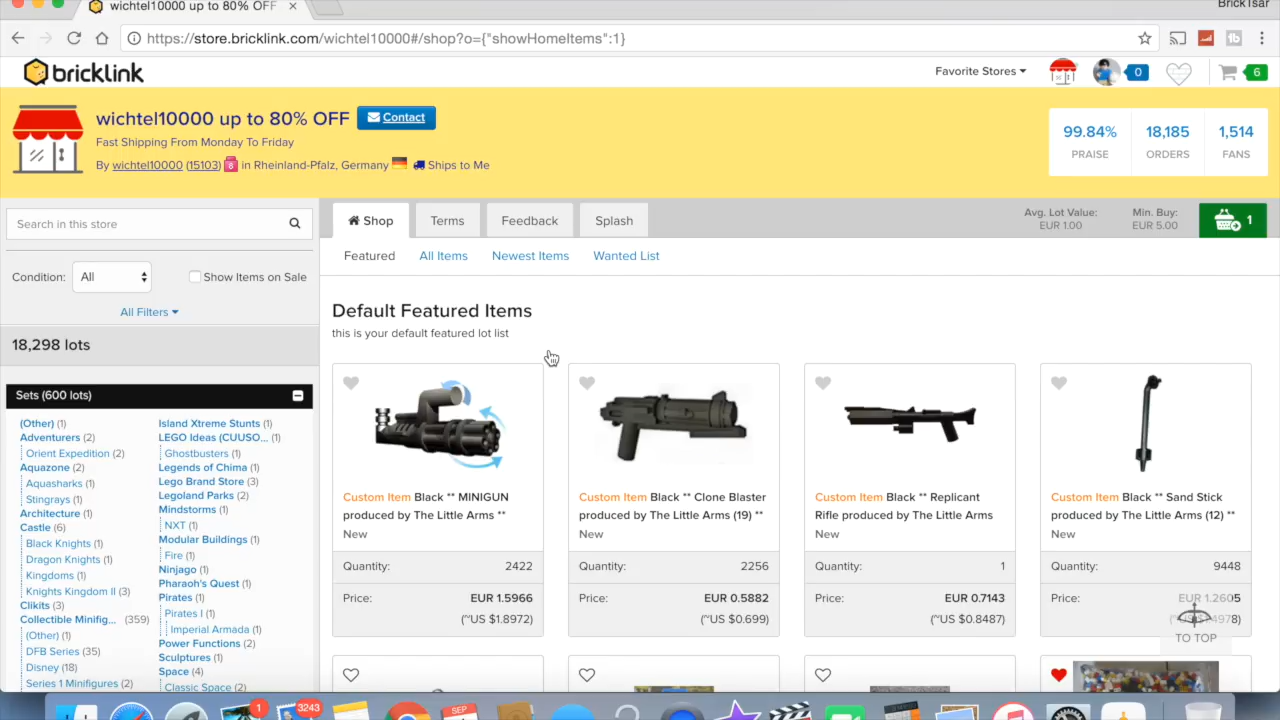 wichtel10000 up to 80% OFF ×
BrickTsar
https://store.bricklink.com/wichtel10000#/shop?o={"showHomeItems":1}
bricklink
Favorite Stores
0
6
wichtel10000 up to 80% OFF
Contact
Fast Shipping From Monday To Friday
By wichtel10000 (15103) 8 in Rheinland-Pfalz, Germany Ships to Me
99.84%
PRAISE
18,185
ORDERS
1,514
FANS
Search in this store
Shop
Terms
Feedback
Splash
Avg. Lot Value:
EUR 1.00
Min. Buy:
EUR 5.00
1
Featured
All Items
Newest Items
Wanted List
Condition: All
Show Items on Sale
All Filters
18,298 lots
Sets (600 lots)
(Other) (1)
Adventurers (2)
Orient Expedition (2)
Aquazone (2)
Aquasharks (1)
Stingrays (1)
Architecture (1)
Castle (6)
Black Knights (1)
Dragon Knights (1)
Kingdoms (1)
Knights Kingdom II (3)
Clikits (3)
Collectible Minifig... (359)
(Other) (1)
DFB Series (35)
Disney (18)
Series 1 Minifigures (2)
Island Xtreme Stunts (1)
LEGO Ideas (CUUSO... (1)
Ghostbusters (1)
Legends of China (1)
Lego Brand Store (3)
Legoland Parks (2)
Mindstorms (1)
NXT (1)
Modular Buildings (1)
Fire (1)
Ninjago (1)
Pharaoh's Quest (1)
Pirates (1)
Pirates I (1)
Imperial Armada (1)
Power Functions (2)
Sculptures (1)
Space (4)
Classic Space (2)
Default Featured Items
this is your default featured lot list
Custom Item Black ** MINIGUN
produced by The Little Arms **
New
Quantity: 2422
Price: EUR 1.5966
(~US $1.8972)
Custom Item Black ** Clone Blaster
produced by The Little Arms (19) **
New
Quantity: 2256
Price: EUR 0.5882
(~US $0.699)
Custom Item Black ** Replicant
Rifle produced by The Little Arms
New
Quantity: 1
Price: EUR 0.7143
(~US $0.8487)
Custom Item Black ** Sand Stick
produced by The Little Arms (12) **
New
Quantity: 9448
Price: EUR 1.2605
TO TOP
1
3243
SEP